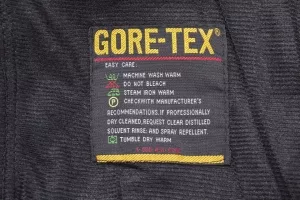 GORE-TEX®
EASY CARE:
MACHINE WASH WARM
DO NOT BLEACH
STEAM IRON WARM
P CHECKWITH MANUFACTURER'S
RECOMMENDATIONS. IF PROFESSIONALLY
DRY CLEANED, REQUEST CLEAR DISTILLED
SOLVENT RINSE: AND SPRAY REPELLENT.
TUMBLE DRY WARM